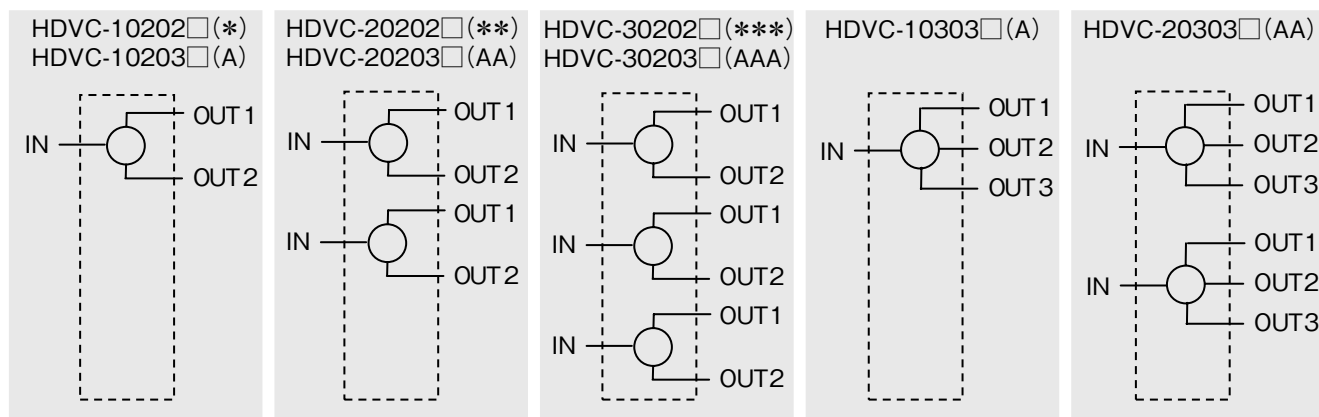 HDVC-10202□(*)
HDVC-10203□(A)
IN
OUT1
OUT2
HDVC-20202□(**)
HDVC-20203□(AA)
IN
OUT1
OUT2
IN
OUT1
OUT2
HDVC-30202□(***)
HDVC-30203□(AAA)
IN
OUT1
OUT2
IN
OUT1
OUT2
IN
OUT1
OUT2
HDVC-10303□(A)
IN
OUT1
OUT2
OUT3
HDVC-20303□(AA)
IN
OUT1
OUT2
OUT3
IN
OUT1
OUT2
OUT3